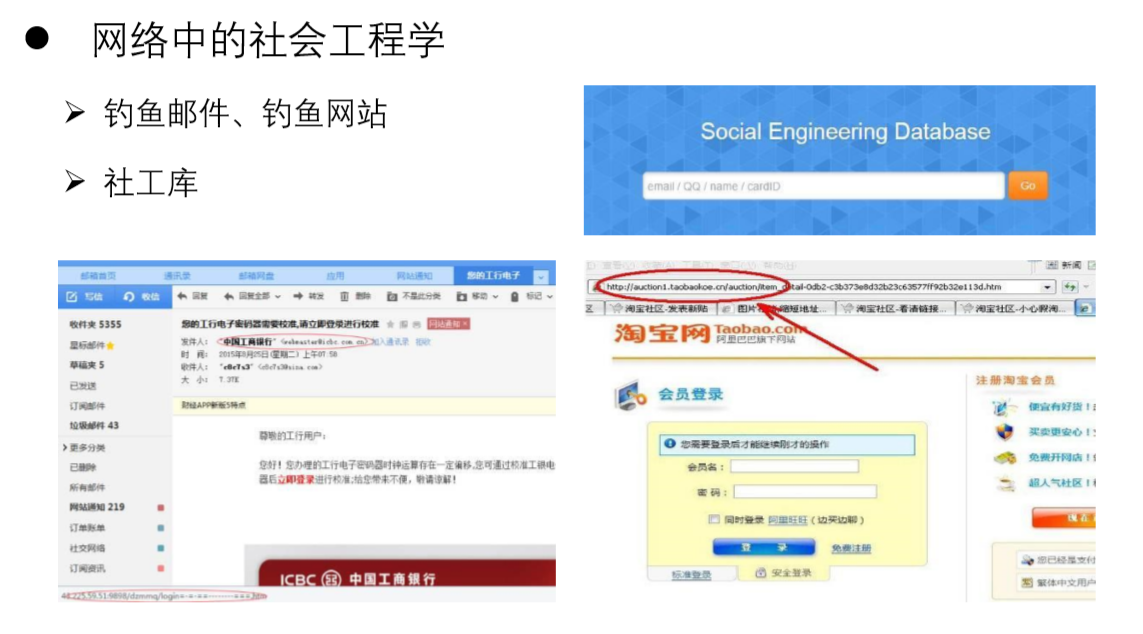 网络中的社会工程学
钓鱼邮件、钓鱼网站
社工库
Social Engineering Database
email / QQ / name / cardID
Go
邮箱首页 通讯录 邮箱网盘 应用 网站通知 您的工行电子
写信 收信 回复 回复全部 转发 删除 不是此分类 移动 标记
收件夹 5355
星标邮件
草稿夹 5
已发送
订阅邮件
垃圾邮件 43
更多分类
已删除
所有邮件
网站通知 219
订单账单
社交网络
订阅资讯
您的工行电子密码器需要校准,请立即登录进行校准 网站通知 ×
发件人: "中国工商银行"
时 间: 2015年8月25日(星期二) 上午07:58
收件人: "c0c7s3"
大 小: 7.3TK
财经APP新版5特点
尊敬的工行用户:
您好! 您办理的工行电子密码器时钟运算存在一定偏移,您可通过校准工银电
器后立即登录进行校准;给您带来不便,敬请谅解!
ICBC 中国工商银行
新闻
http://auction1.taobaokoe.cn/auction/item_detail-0db2-c3b373e8d32b23c63577ff92b32e113d.htm
淘宝社区-发表新贴 淘宝社区-看清链接... 淘宝社区-小心假淘...
淘宝网 Taobao.com
阿里巴巴旗下网站
会员登录
您需要登录后才能继续刚才的操作
会员名:
密 码:
同时登录 阿里旺旺 (边买边聊)
登 录 免费注册
标准登录 安全登录
注册淘宝会员
便宜有好货!
买卖更安心!
免费开网店!
超人气社区!
现在
您已经是支付
繁体中文用户